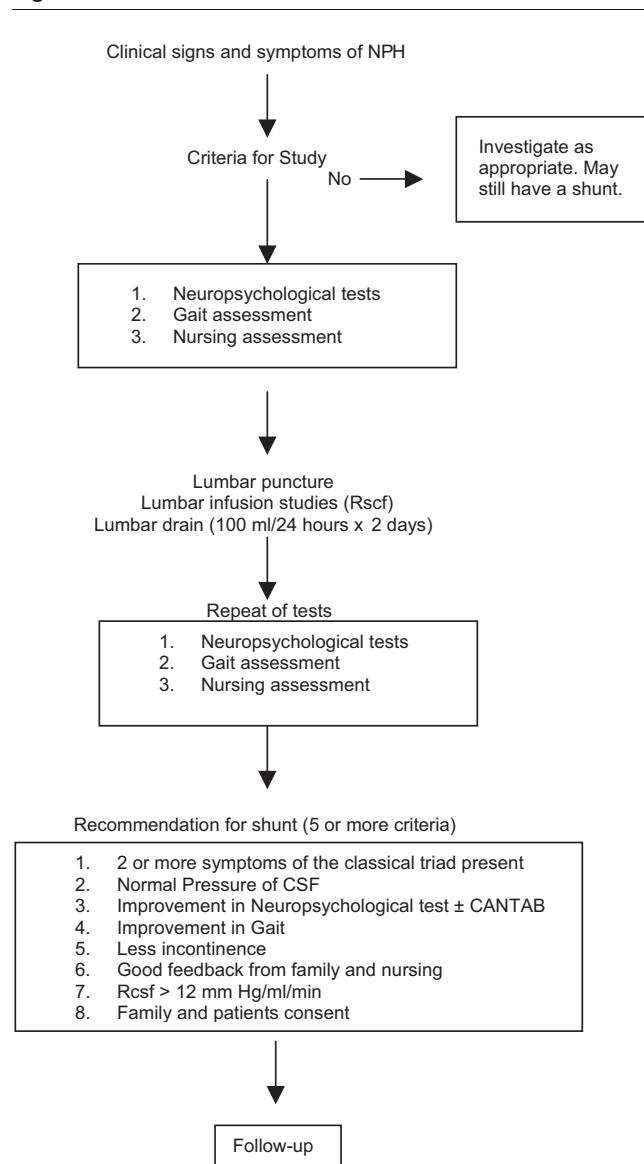 Clinical signs and symptoms of NPH
Criteria for Study
No
Investigate as
appropriate. May
still have a shunt.
1. Neuropsychological tests
2. Gait assessment
3. Nursing assessment
Lumbar puncture
Lumbar infusion studies (Rscf)
Lumbar drain (100 ml/24 hours x 2 days)
Repeat of tests
1. Neuropsychological tests
2. Gait assessment
3. Nursing assessment
Recommendation for shunt (5 or more criteria)
1. 2 or more symptoms of the classical triad present
2. Normal Pressure of CSF
3. Improvement in Neuropsychological test ± CANTAB
4. Improvement in Gait
5. Less incontinence
6. Good feedback from family and nursing
7. Rcsf > 12 mm Hg/ml/min
8. Family and patients consent
Follow-up